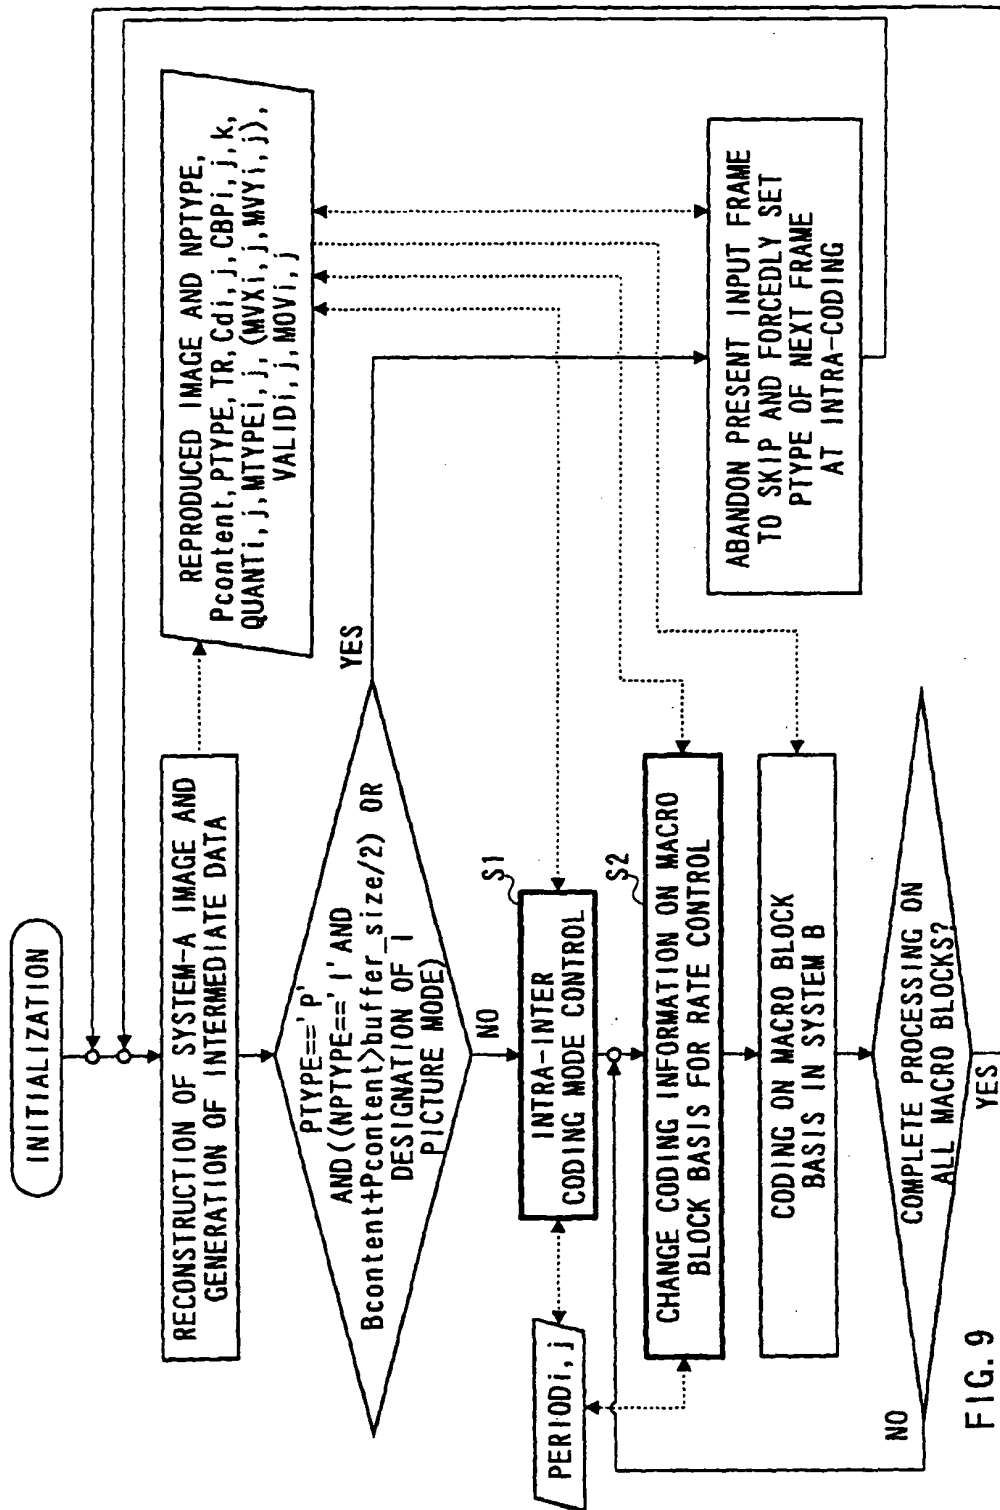 INITIALIZATION
RECONSTRUCTION OF SYSTEM-A IMAGE AND
GENERATION OF INTERMEDIATE DATA
REPRODUCED IMAGE AND NPTYPE,
Pcontent, PTYPE, TR, Cdi, j, CBPi, j, k,
QUANTi, j, MTYPEi, j, (MVXi, j, MVYi, j),
VALIDi, j, MOVi, j
PTYPE=='P'
AND((NPTYPE=='I' AND
Bcontent+Pcontent>buffer_size/2) OR
DESIGNATION OF I
PICTURE MODE)
YES
NO
S1
INTRA-INTER
CODING MODE CONTROL
PERIODi, j
S2
CHANGE CODING INFORMATION ON MACRO
BLOCK BASIS FOR RATE CONTROL
ABANDON PRESENT INPUT FRAME
TO SKIP AND FORCEDLY SET
PTYPE OF NEXT FRAME
AT INTRA-CODING
CODING ON MACRO BLOCK
BASIS IN SYSTEM B
COMPLETE PROCESSING ON
ALL MACRO BLOCKS?
NO
YES
FIG. 9